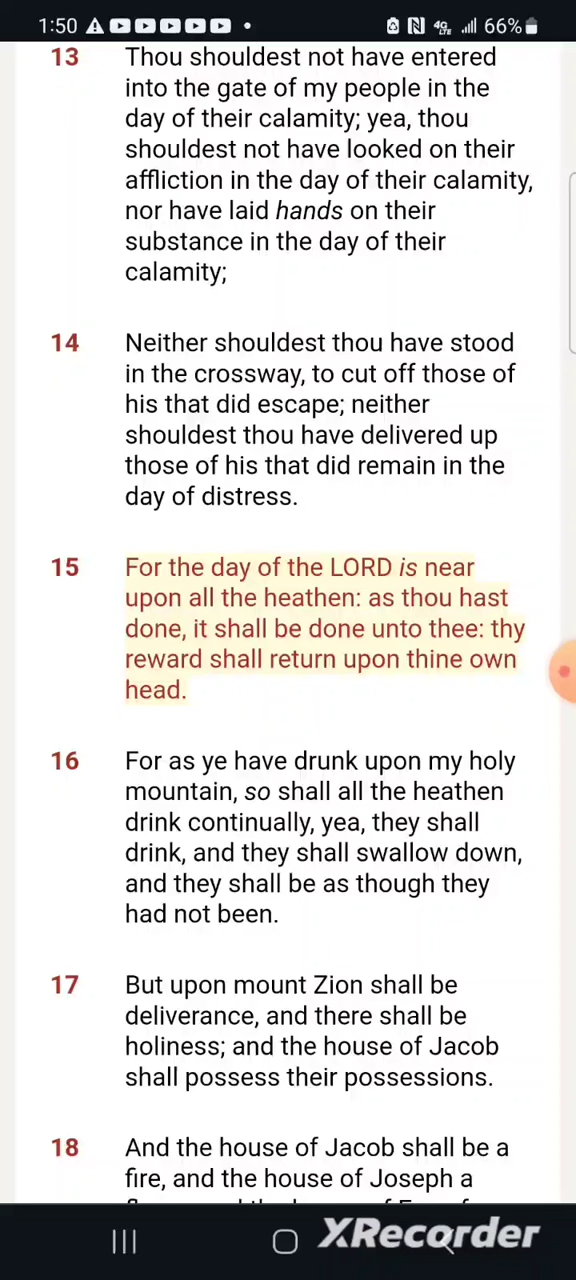 1:50
4G LTE 66%
13 Thou shouldest not have entered
into the gate of my people in the
day of their calamity; yea, thou
shouldest not have looked on their
affliction in the day of their calamity,
nor have laid hands on their
substance in the day of their
calamity;
14 Neither shouldest thou have stood
in the crossway, to cut off those of
his that did escape; neither
shouldest thou have delivered up
those of his that did remain in the
day of distress.
15 For the day of the LORD is near
upon all the heathen: as thou hast
done, it shall be done unto thee: thy
reward shall return upon thine own
head.
16 For as ye have drunk upon my holy
mountain, so shall all the heathen
drink continually, yea, they shall
drink, and they shall swallow down,
and they shall be as though they
had not been.
17 But upon mount Zion shall be
deliverance, and there shall be
holiness; and the house of Jacob
shall possess their possessions.
18 And the house of Jacob shall be a
fire, and the house of Joseph a
XRecorder